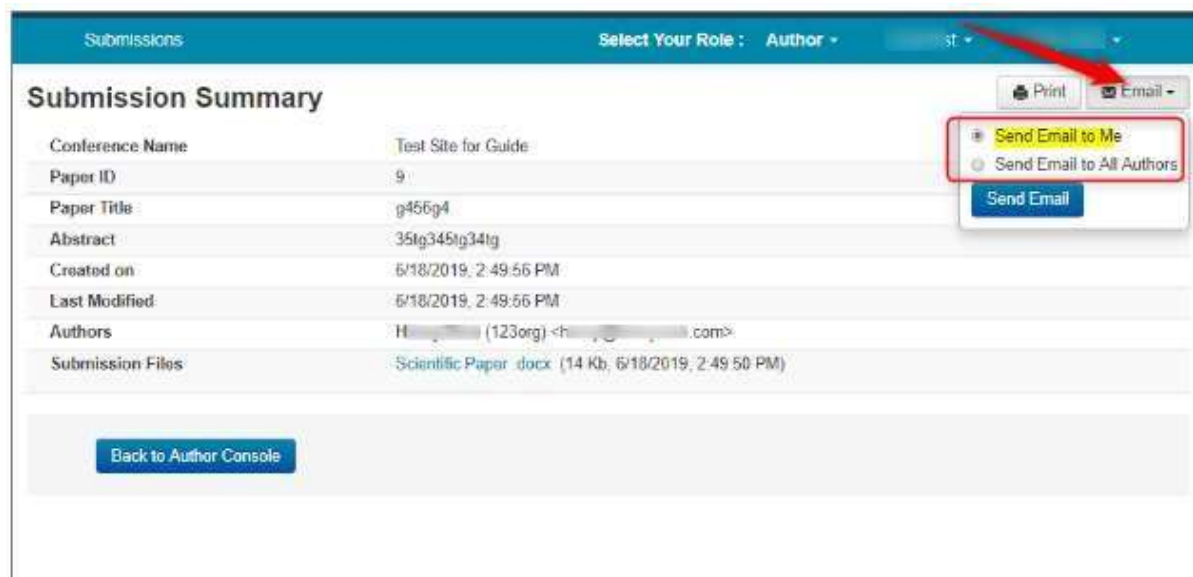 Submissions Select Your Role : Author st
Submission Summary
Print Email
Send Email to Me
Send Email to All Authors
Send Email
Conference Name Test Site for Guide
Paper ID 9
Paper Title g456g4
Abstract 35tg345tg34tg
Created on 6/18/2019, 2:49:56 PM
Last Modified 6/18/2019, 2:49:56 PM
Authors H (123org) <h .com>
Submission Files Scientific Paper .docx (14 Kb, 6/18/2019, 2:49:50 PM)
Back to Author Console